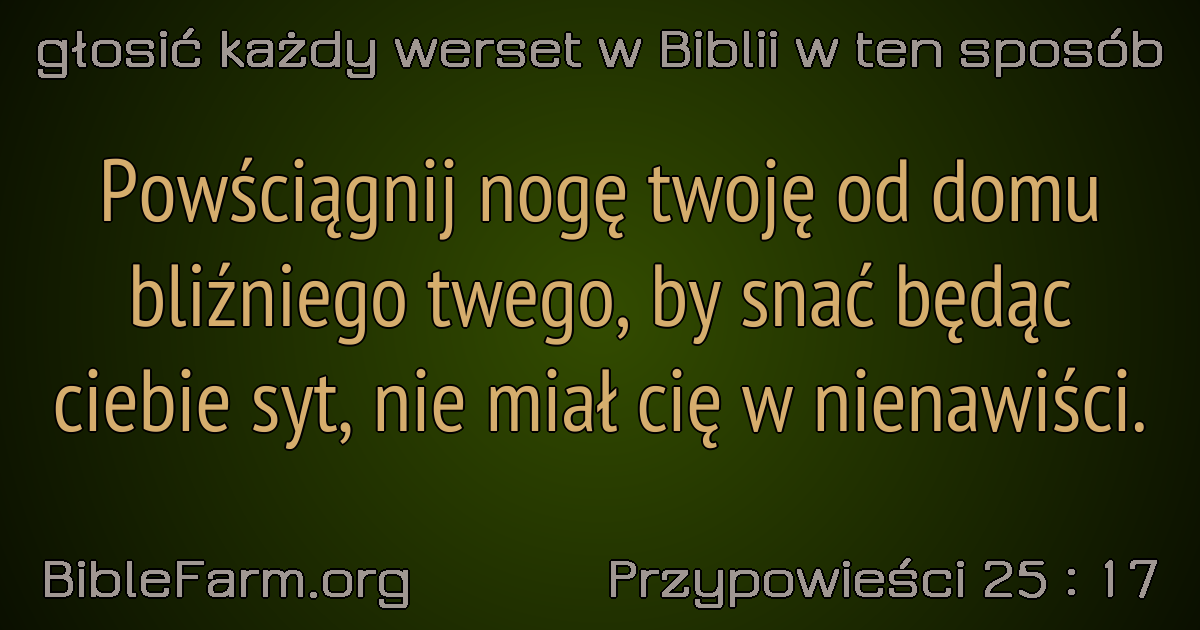 głosić każdy werset w Biblii w ten sposób
Powściągnij nogę twoję od domu
bliźniego twego, by snać będąc
ciebie syt, nie miał cię w nienawiści.
BibleFarm.org
Przypowieści 25 : 17